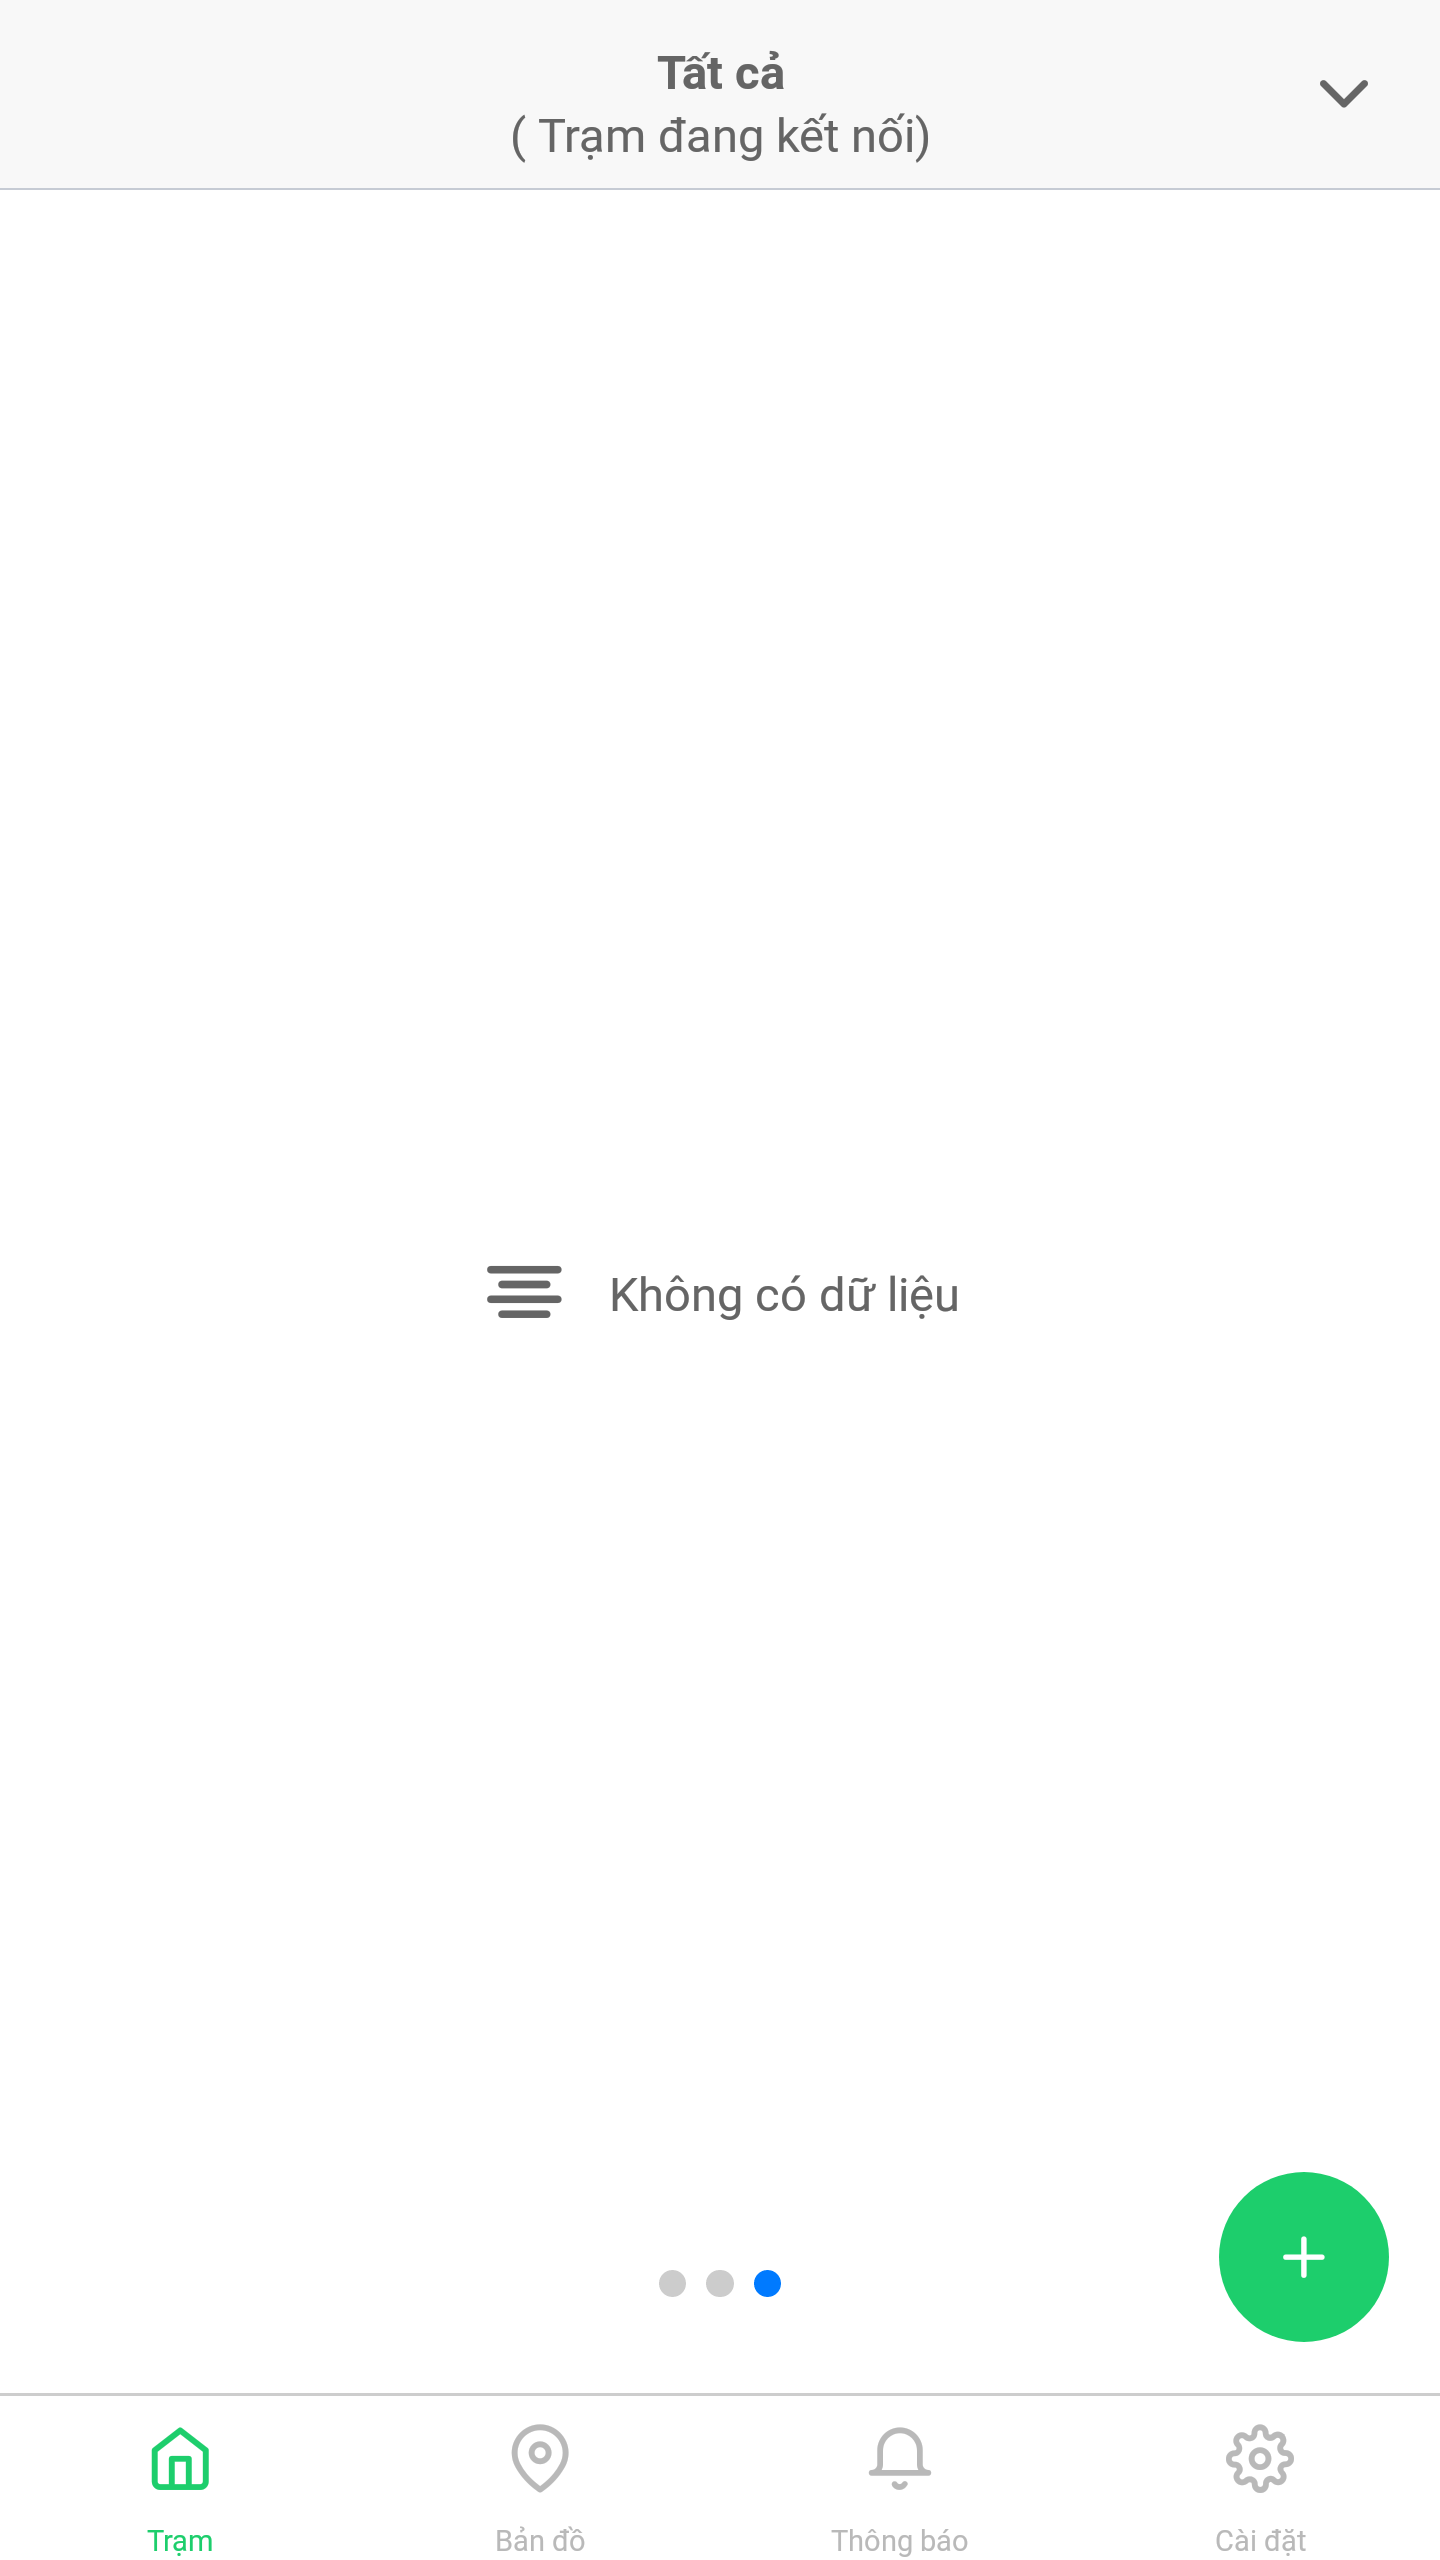 Tất cả
( Trạm đang kết nối)
Không có dữ liệu
Trạm
Bản đồ
Thông báo
Cài đặt